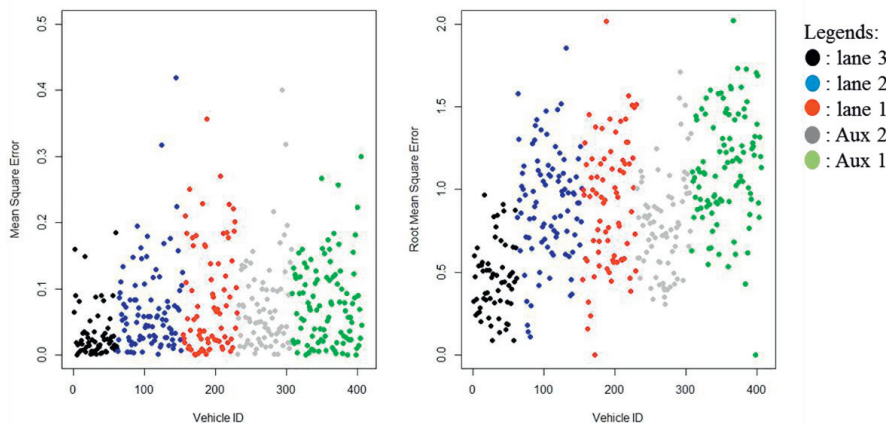 Mean Square Error
0.5
0.4
0.3
0.2
0.1
0.0
0 100 200 300 400
Vehicle ID
Root Mean Square Error
2.0
1.5
1.0
0.5
0.0
0 100 200 300 400
Vehicle ID
Legends:
: lane 3
: lane 2
: lane 1
: Aux 2
: Aux 1